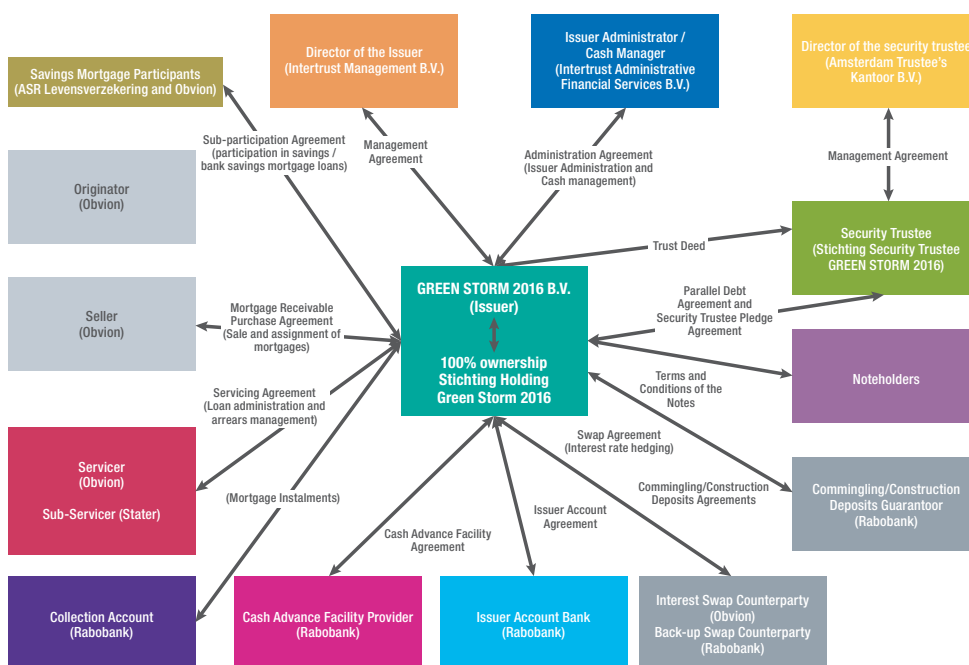 Director of the Issuer
(Intertrust Management B.V.)
Issuer Administrator /
Cash Manager
(Intertrust Administrative
Financial Services B.V.)
Director of the security trustee
(Amsterdam Trustee's
Kantoor B.V.)
Savings Mortgage Participants
(ASR Levensverzekering and Obvion)
Sub-participation Agreement
(participation in savings /
bank savings mortgage loans)
Management
Agreement
Administration Agreement
(Issuer Administration and
Cash management)
Management Agreement
Originator
(Obvion)
Trust Deed
Security Trustee
(Stichting Security Trustee
GREEN STORM 2016)
Seller
(Obvion)
Mortgage Receivable
Purchase Agreement
(Sale and assignment of
mortgages)
GREEN STORM 2016 B.V.
(Issuer)
100% ownership
Stichting Holding
Green Storm 2016
Parallel Debt
Agreement and
Security Trustee Pledge
Agreement
Noteholders
Terms and
Conditions of the
Notes
Servicing Agreement
(Loan administration and
arrears management)
Servicer
(Obvion)
Sub-Servicer (Stater)
Swap Agreement
(Interest rate hedging)
Commingling/Construction
Deposits Agreements
Commingling/Construction
Deposits Guarantoor
(Rabobank)
(Mortgage Instalments)
Cash Advance Facility
Agreement
Issuer Account
Agreement
Collection Account
(Rabobank)
Cash Advance Facility Provider
(Rabobank)
Issuer Account Bank
(Rabobank)
Interest Swap Counterparty
(Obvion)
Back-up Swap Counterparty
(Rabobank)